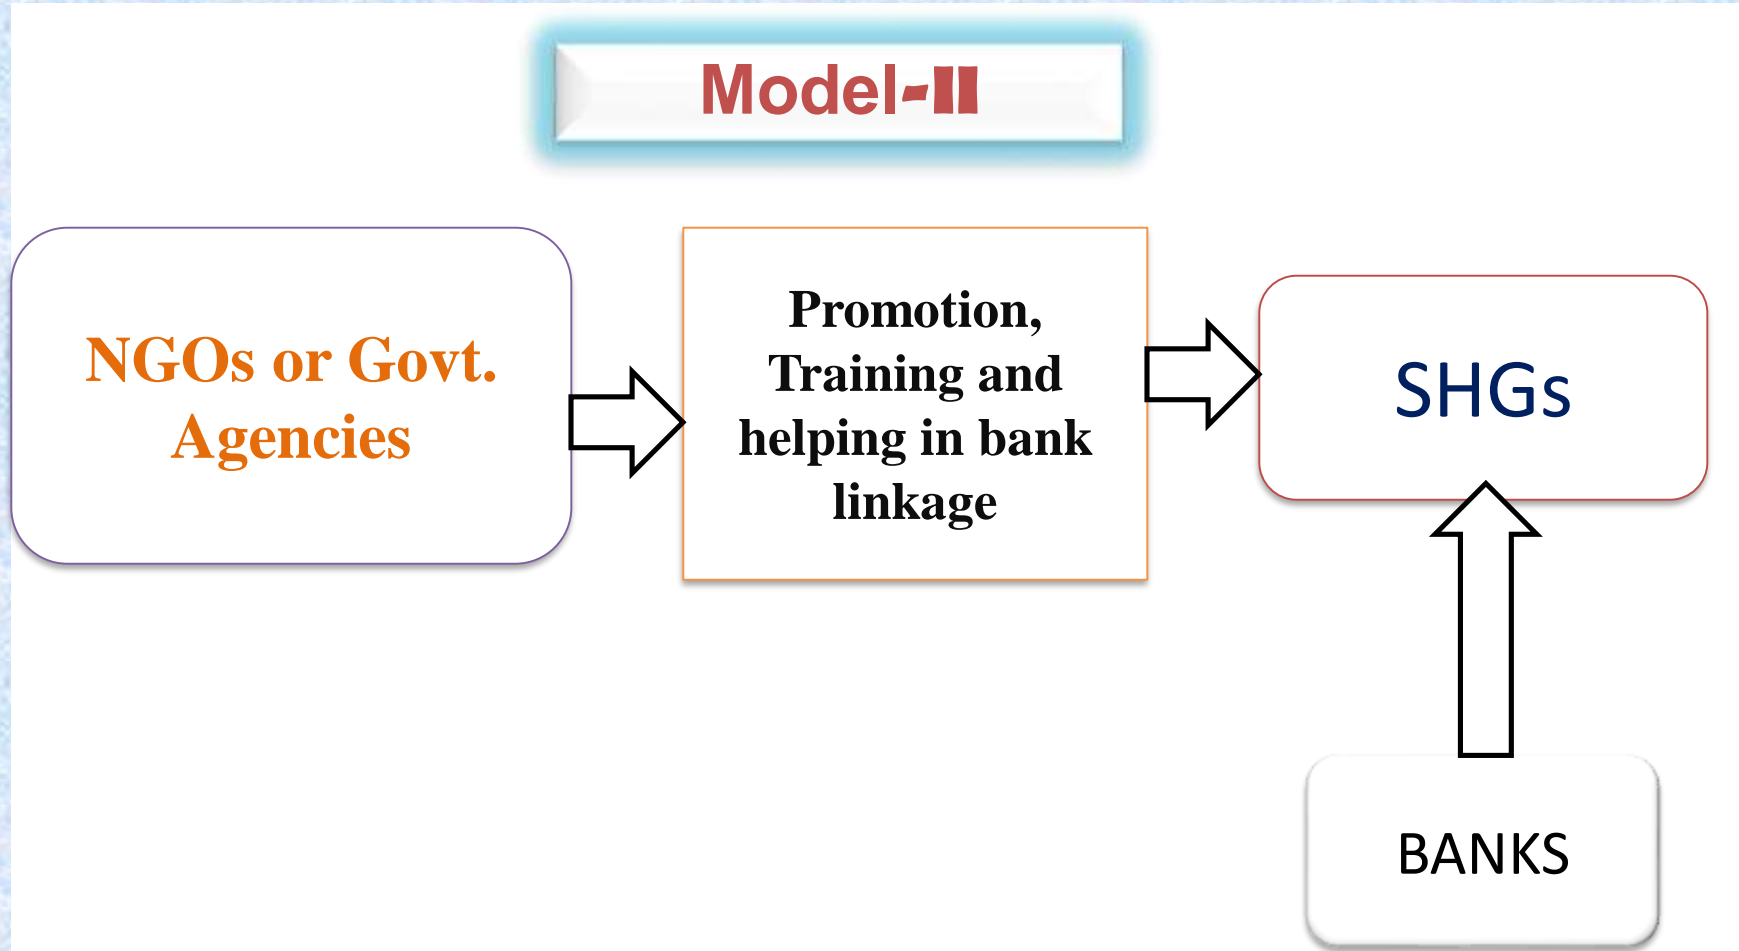 Model-II
NGOs or Govt.
Agencies
Promotion,
Training and
helping in bank
linkage
SHGs
BANKS